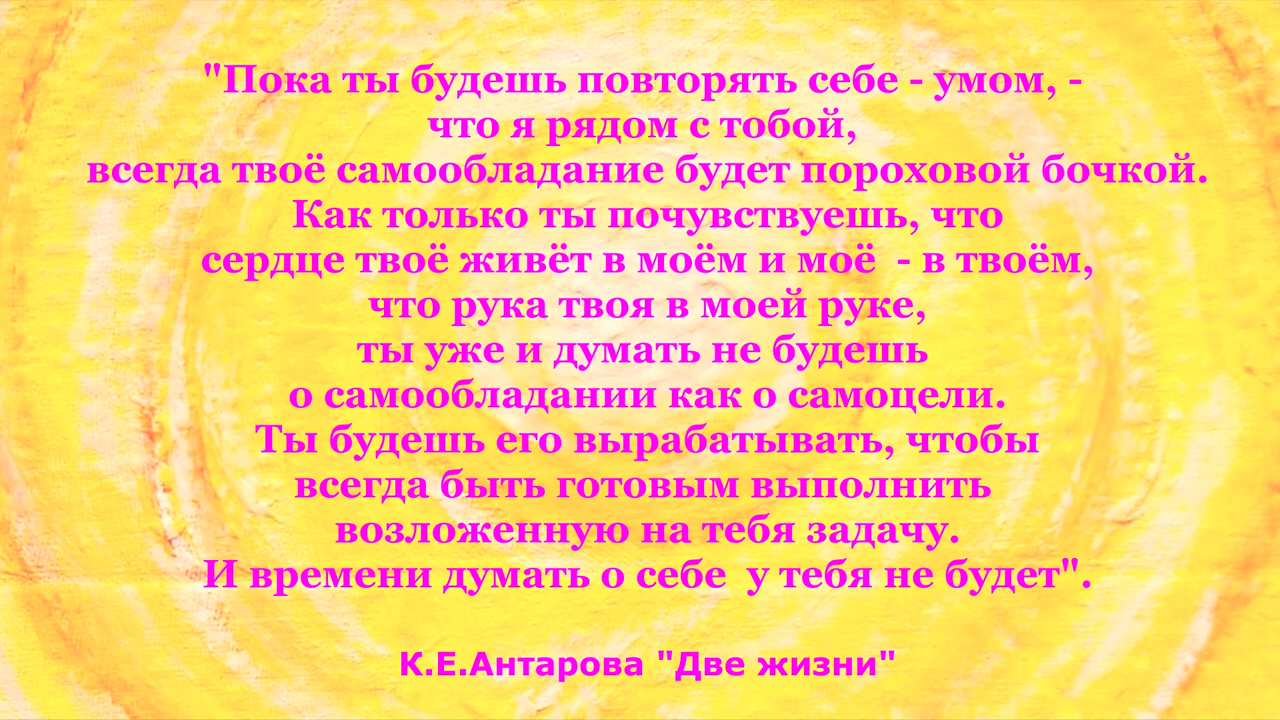 "Пока ты будешь повторять себе - умом, -
что я рядом с тобой,
всегда твоё самообладание будет пороховой бочкой.
Как только ты почувствуешь, что
сердце твоё живёт в моём и моё  - в твоём,
что рука твоя в моей руке,
ты уже и думать не будешь
о самообладании как о самоцели.
Ты будешь его вырабатывать, чтобы
всегда быть готовым выполнить
возложенную на тебя задачу.
И времени думать о себе  у тебя не будет".
К.Е.Антарова "Две жизни"